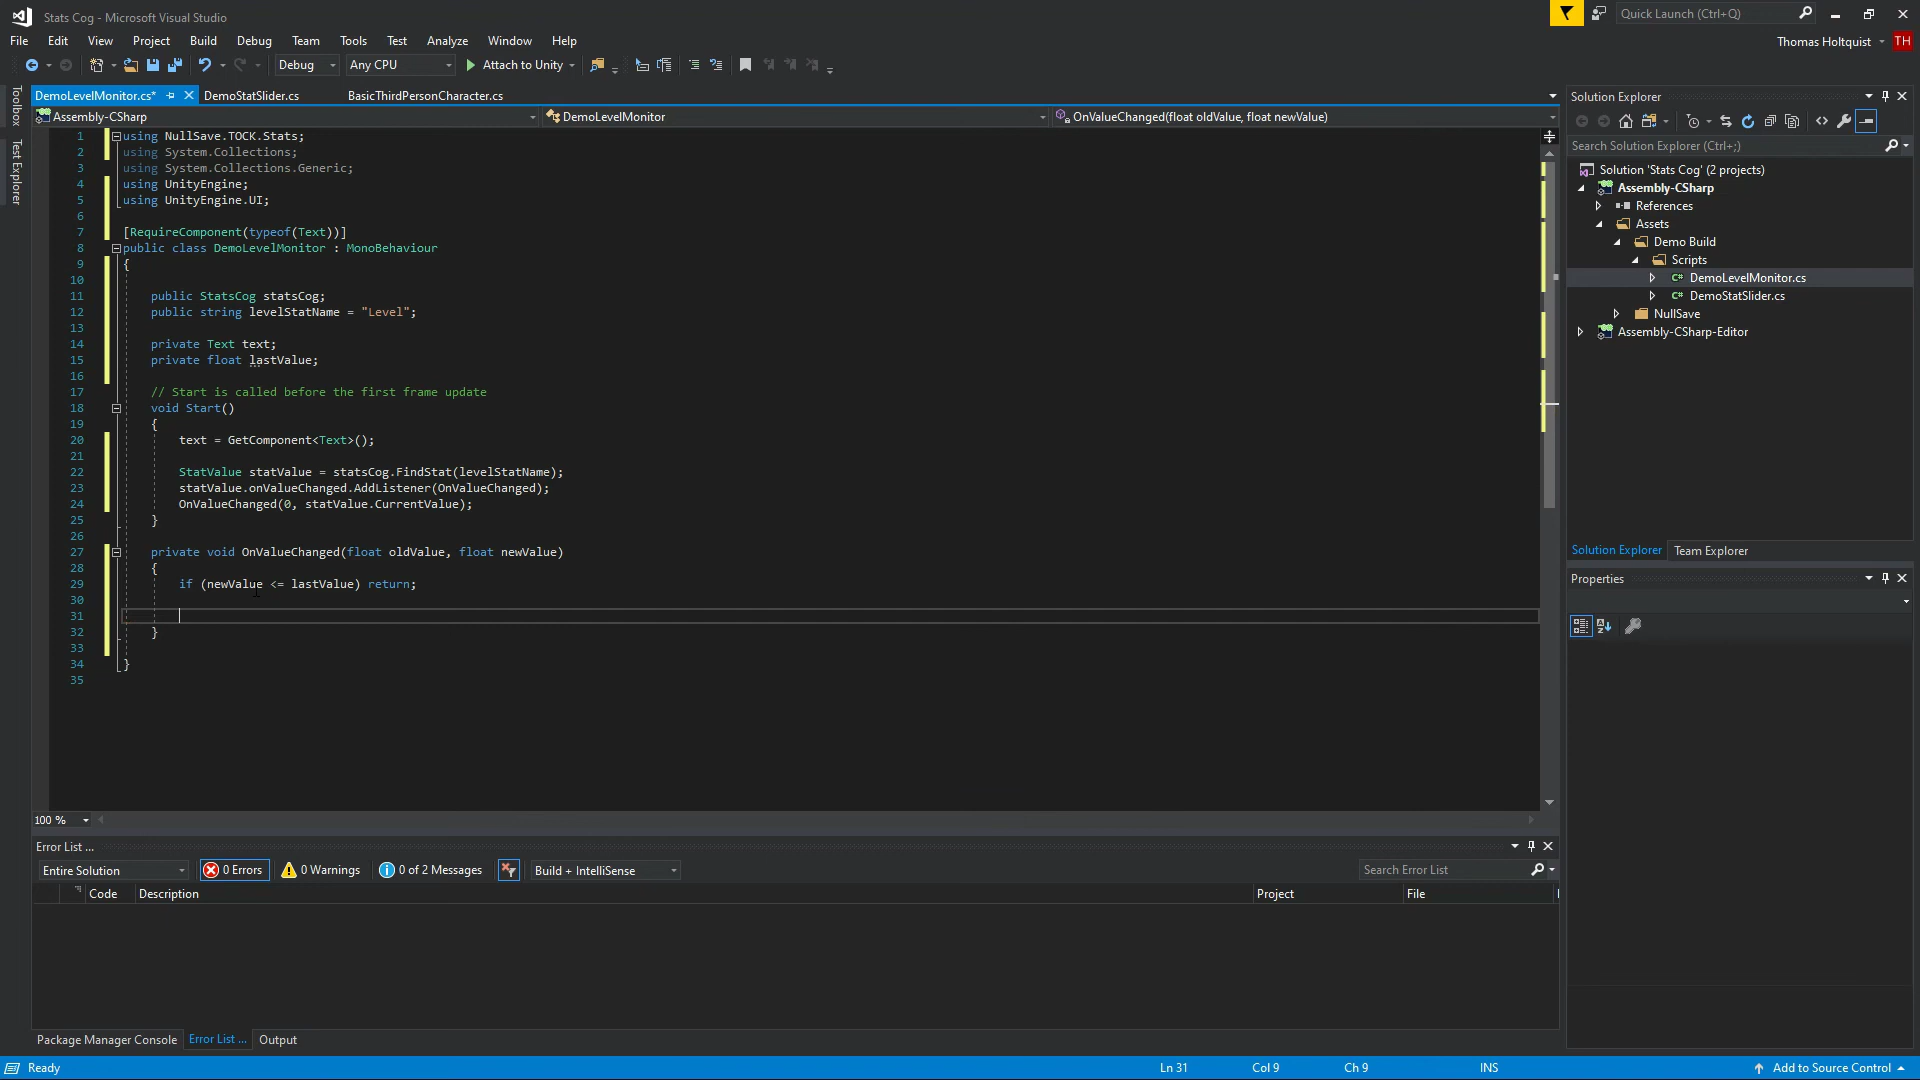 Stats Cog - Microsoft Visual Studio
Quick Launch (Ctrl+Q)
File Edit View Project Build Debug Team Tools Test Analyze Window Help
Thomas Holtquist TH
Debug Any CPU Attach to Unity
Toolbox
Test Explorer
DemoLevelMonitor.cs* DemoStatSlider.cs BasicThirdPersonCharacter.cs
Assembly-CSharp DemoLevelMonitor OnValueChanged(float oldValue, float newValue)
1 using NullSave.TOCK.Stats;
2 using System.Collections;
3 using System.Collections.Generic;
4 using UnityEngine;
5 using UnityEngine.UI;
6
7 [RequireComponent(typeof(Text))]
8 public class DemoLevelMonitor : MonoBehaviour
9 {
10
11 public StatsCog statsCog;
12 public string levelStatName = "Level";
13
14 private Text text;
15 private float lastValue;
16
17 // Start is called before the first frame update
18 void Start()
19 {
20 text = GetComponent<Text>();
21
22 StatValue statValue = statsCog.FindStat(levelStatName);
23 statValue.onValueChanged.AddListener(OnValueChanged);
24 OnValueChanged(0, statValue.CurrentValue);
25 }
26
27 private void OnValueChanged(float oldValue, float newValue)
28 {
29 if (newValue <= lastValue) return;
30
31
32 }
33
34 }
35
100 %
Error List ...
Entire Solution 0 Errors 0 Warnings 0 of 2 Messages Build + IntelliSense Search Error List
Code Description Project File
Package Manager Console Error List ... Output
Solution Explorer
Search Solution Explorer (Ctrl+;)
Solution 'Stats Cog' (2 projects)
Assembly-CSharp
References
Assets
Demo Build
Scripts
C# DemoLevelMonitor.cs
C# DemoStatSlider.cs
NullSave
Assembly-CSharp-Editor
Solution Explorer Team Explorer
Properties
Ready Ln 31 Col 9 Ch 9 INS Add to Source Control